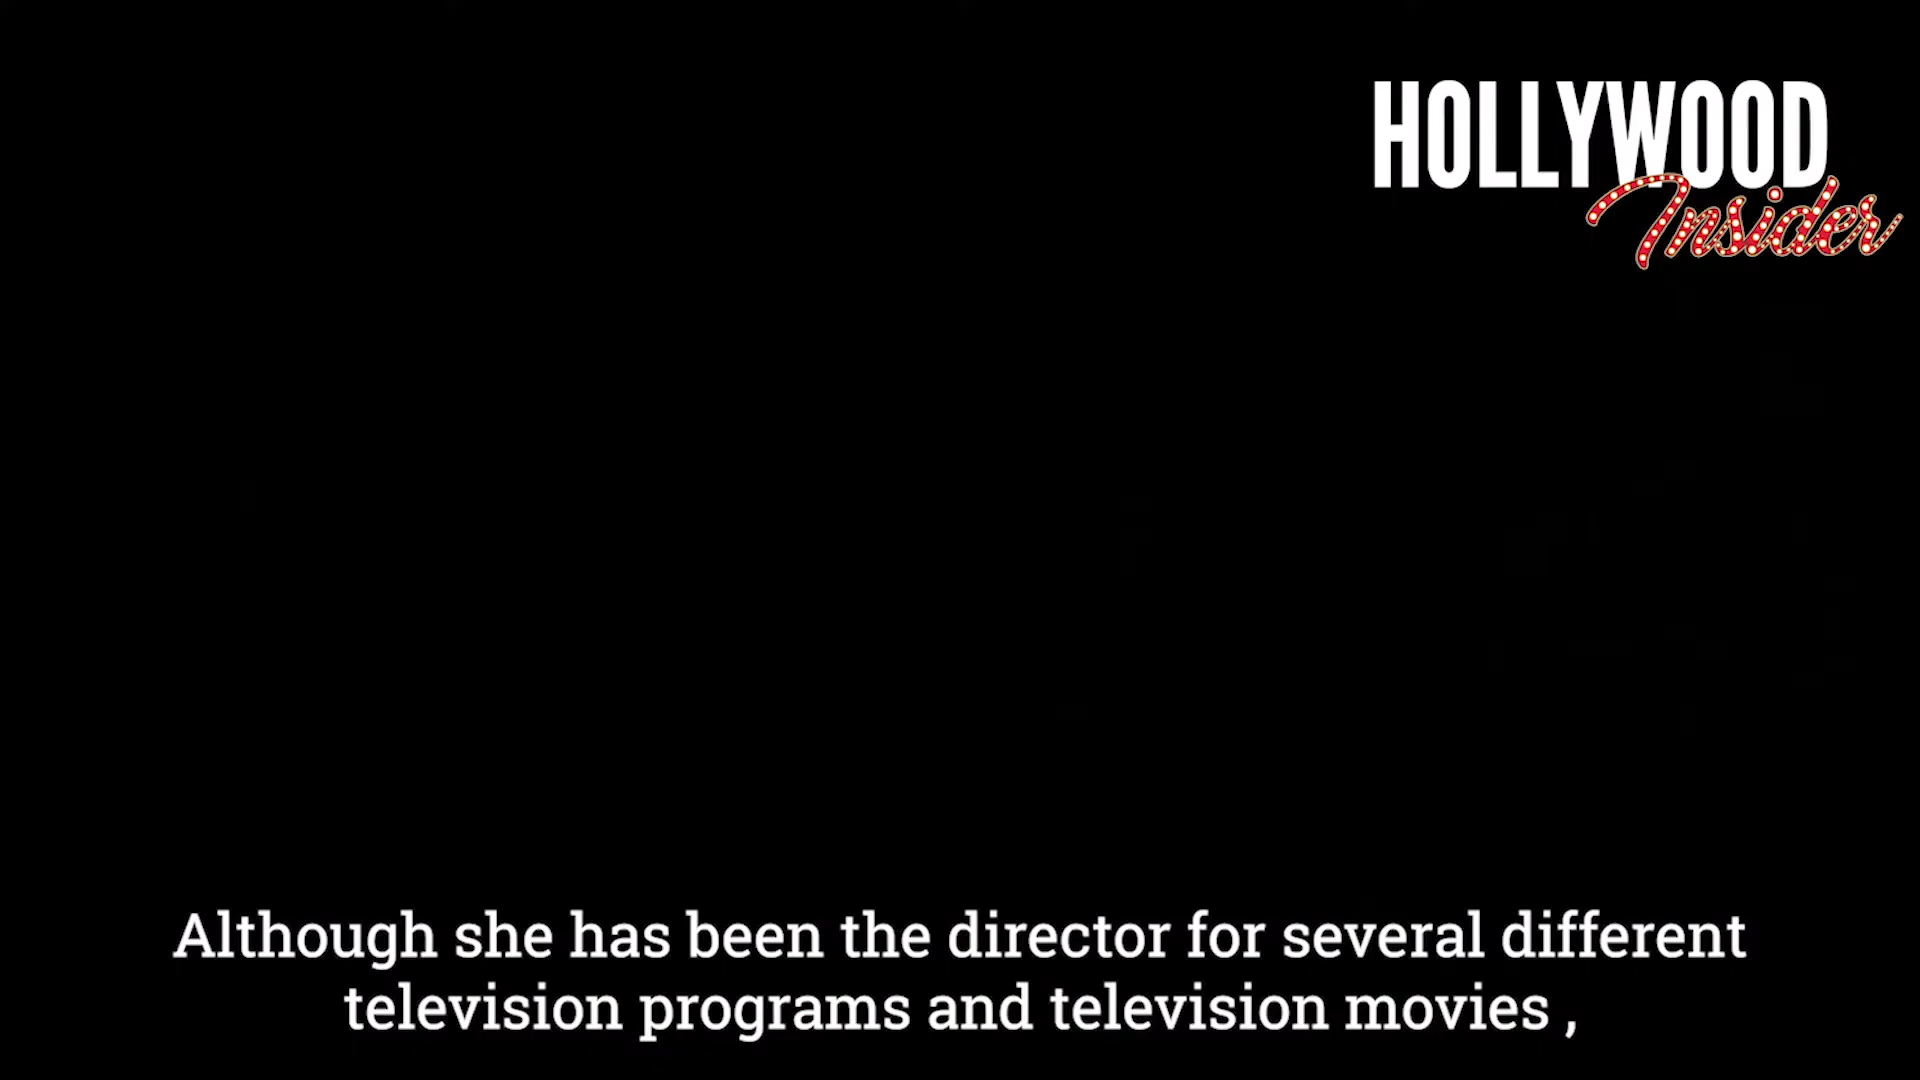 HOLLYWOOD
Insider
Although she has been the director for several different
television programs and television movies ,